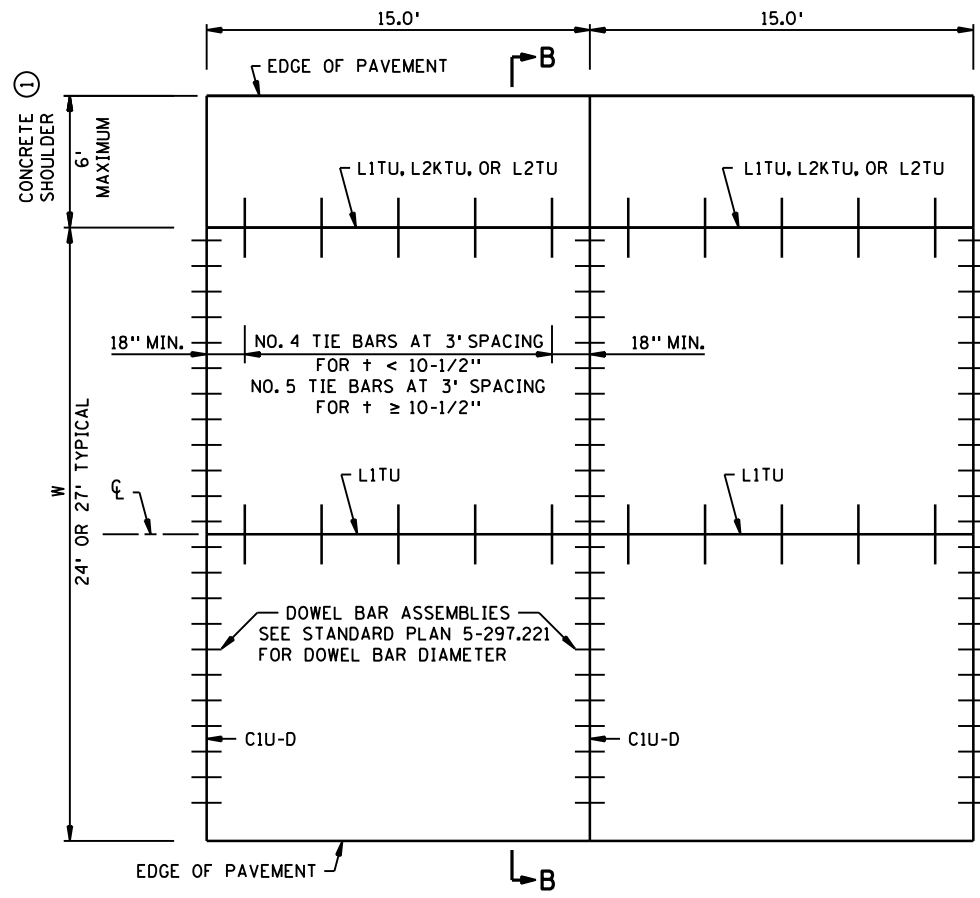 15.0'
15.0'
B
EDGE OF PAVEMENT
1
CONCRETE
SHOULDER
6'
MAXIMUM
L1TU, L2KTU, OR L2TU
L1TU, L2KTU, OR L2TU
18" MIN.
NO. 4 TIE BARS AT 3' SPACING
FOR t < 10-1/2"
NO. 5 TIE BARS AT 3' SPACING
FOR t ≥ 10-1/2"
18" MIN.
W
24' OR 27' TYPICAL
℄
L1TU
L1TU
DOWEL BAR ASSEMBLIES
SEE STANDARD PLAN 5-297.221
FOR DOWEL BAR DIAMETER
C1U-D
C1U-D
EDGE OF PAVEMENT
B